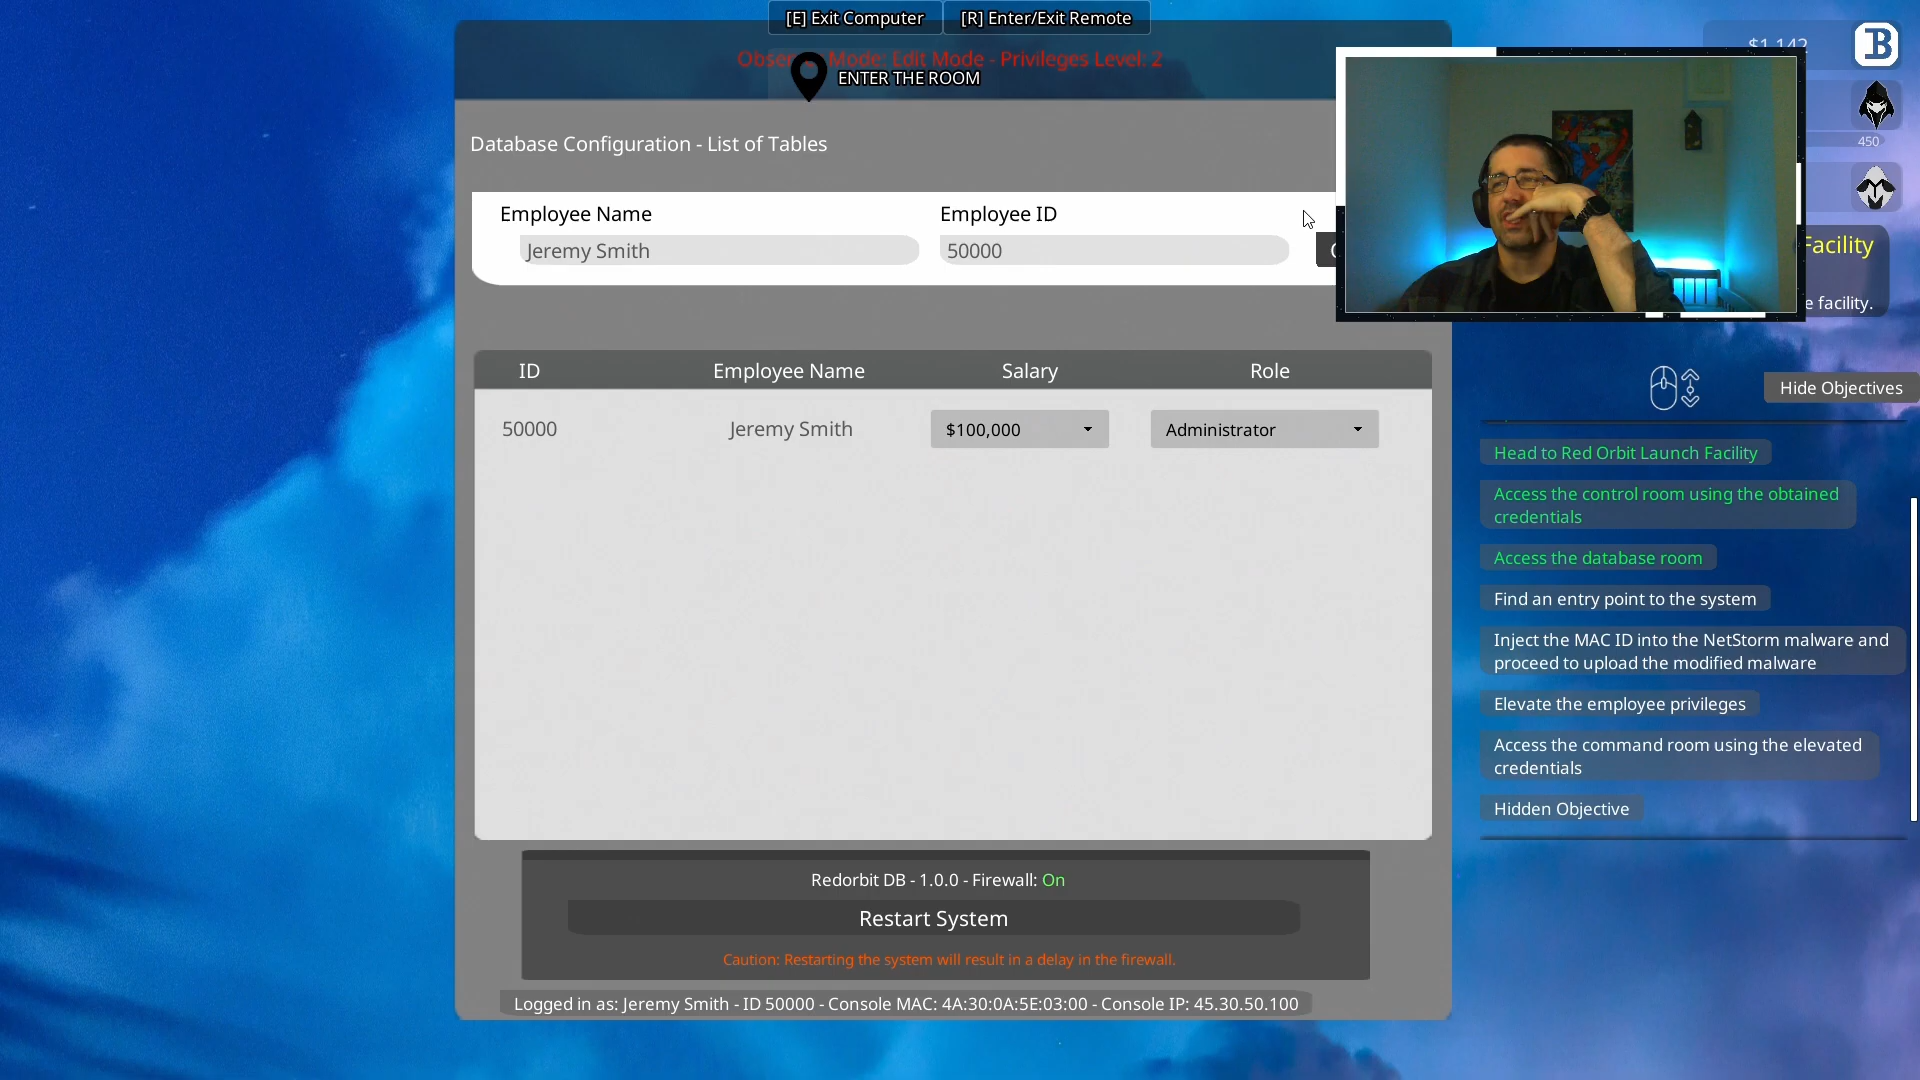 [E] Exit Computer
[R] Enter/Exit Remote
Mode: Edit Mode - Privileges Level: 2
ENTER THE ROOM
$1,142
450
Database Configuration - List of Tables
Employee Name
Employee ID
Jeremy Smith
50000
Facility
e facility.
Hide Objectives
ID
Employee Name
Salary
Role
50000
Jeremy Smith
$100,000
Administrator
Head to Red Orbit Launch Facility
Access the control room using the obtained
credentials
Access the database room
Find an entry point to the system
Inject the MAC ID into the NetStorm malware and
proceed to upload the modified malware
Elevate the employee privileges
Access the command room using the elevated
credentials
Hidden Objective
Redorbit DB - 1.0.0 - Firewall: On
Restart System
Caution: Restarting the system will result in a delay in the firewall.
Logged in as: Jeremy Smith - ID 50000 - Console MAC: 4A:30:0A:5E:03:00 - Console IP: 45.30.50.100